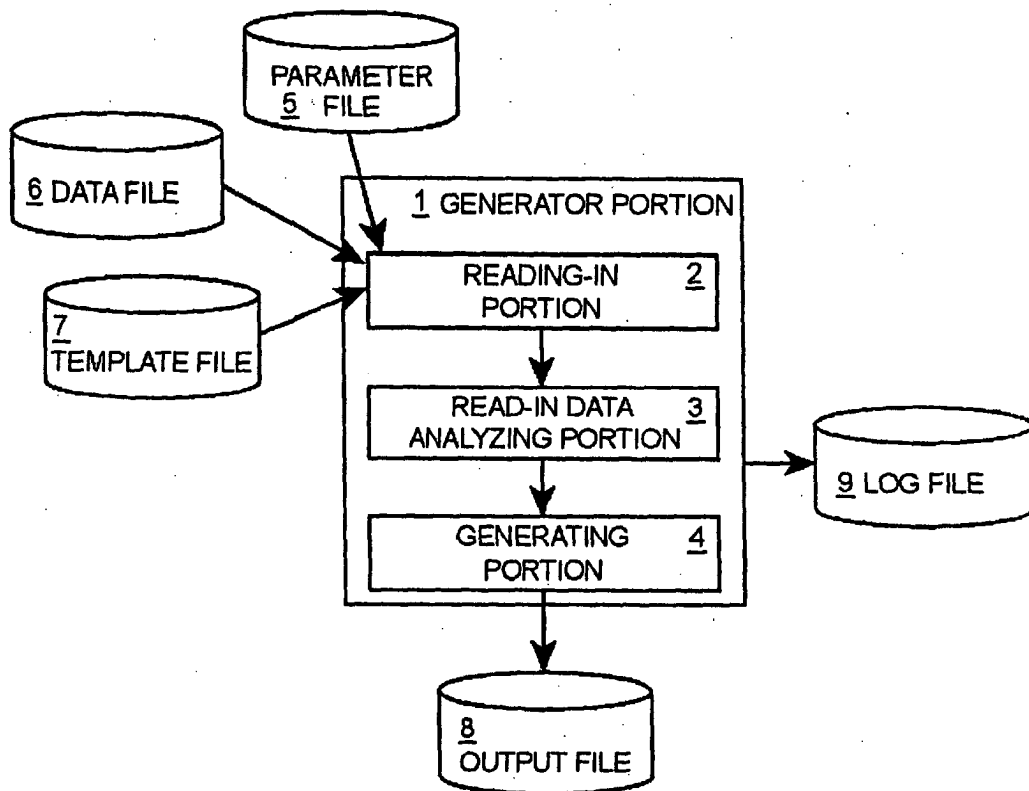 PARAMETER
5 FILE
6 DATA FILE
1 GENERATOR PORTION
READING-IN 2
PORTION
7
TEMPLATE FILE
READ-IN DATA 3
ANALYZING PORTION
9 LOG FILE
GENERATING 4
PORTION
8
OUTPUT FILE